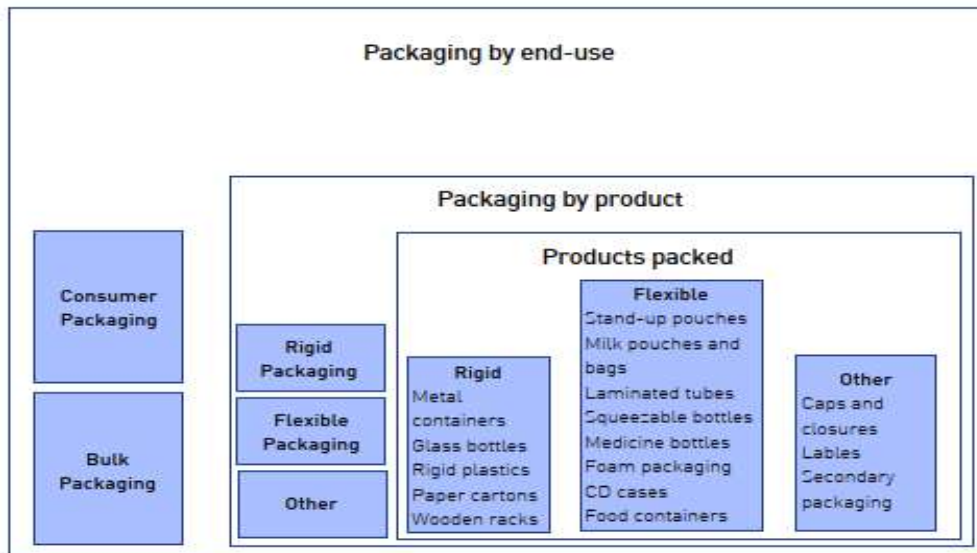 Packaging by end-use
Packaging by product
Products packed
Consumer
Packaging
Bulk
Packaging
Rigid
Packaging
Flexible
Packaging
Other
Rigid
Metal
containers
Glass bottles
Rigid plastics
Paper cartons
Wooden racks
Flexible
Stand-up pouches
Milk pouches and
bags
Laminated tubes
Squeezable bottles
Medicine bottles
Foam packaging
CD cases
Food containers
Other
Caps and
closures
Lables
Secondary
packaging